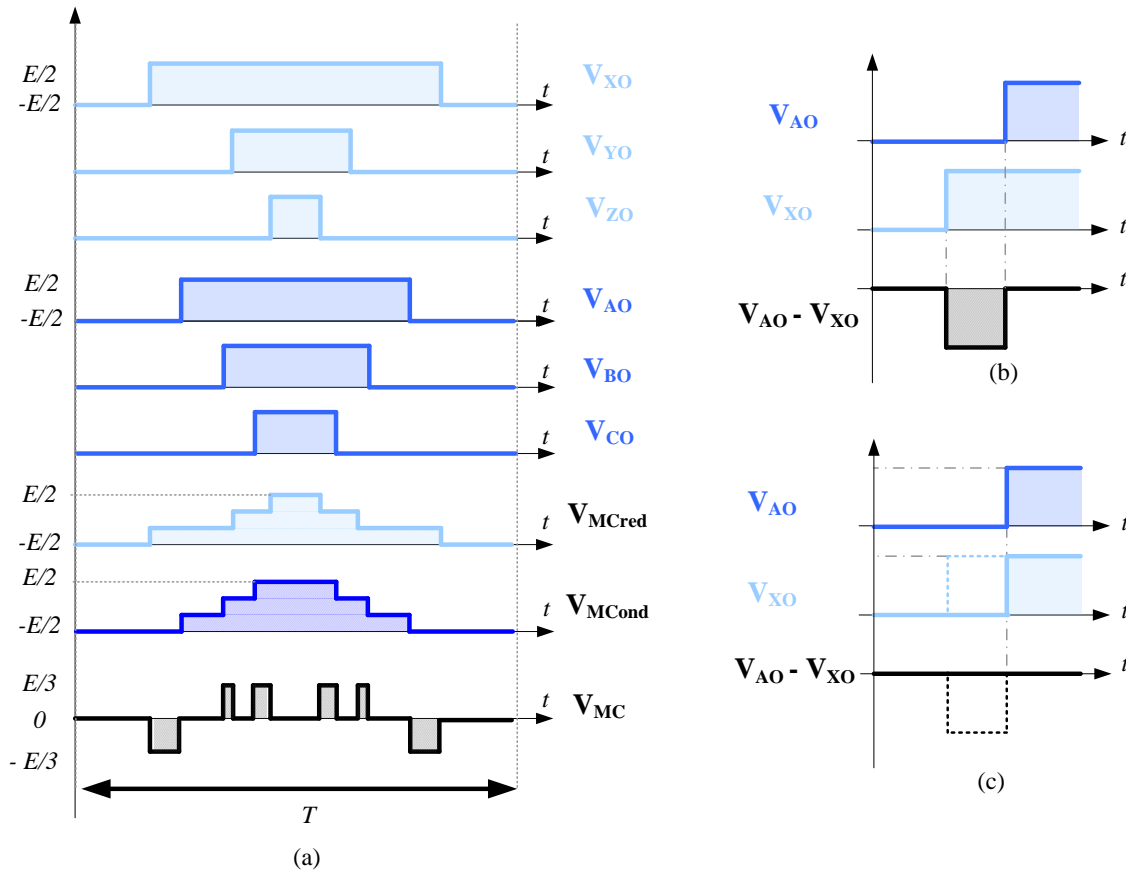 E/2
-E/2
t
V_XO
t
V_YO
t
V_ZO
E/2
-E/2
t
V_AO
t
V_BO
t
V_CO
E/2
-E/2
t
V_MCred
E/2
-E/2
t
V_MCond
E/3
0
- E/3
t
V_MC
T
(a)
V_AO
t
V_XO
t
t
V_AO - V_XO
(b)
V_AO
t
V_XO
t
V_AO - V_XO
t
(c)